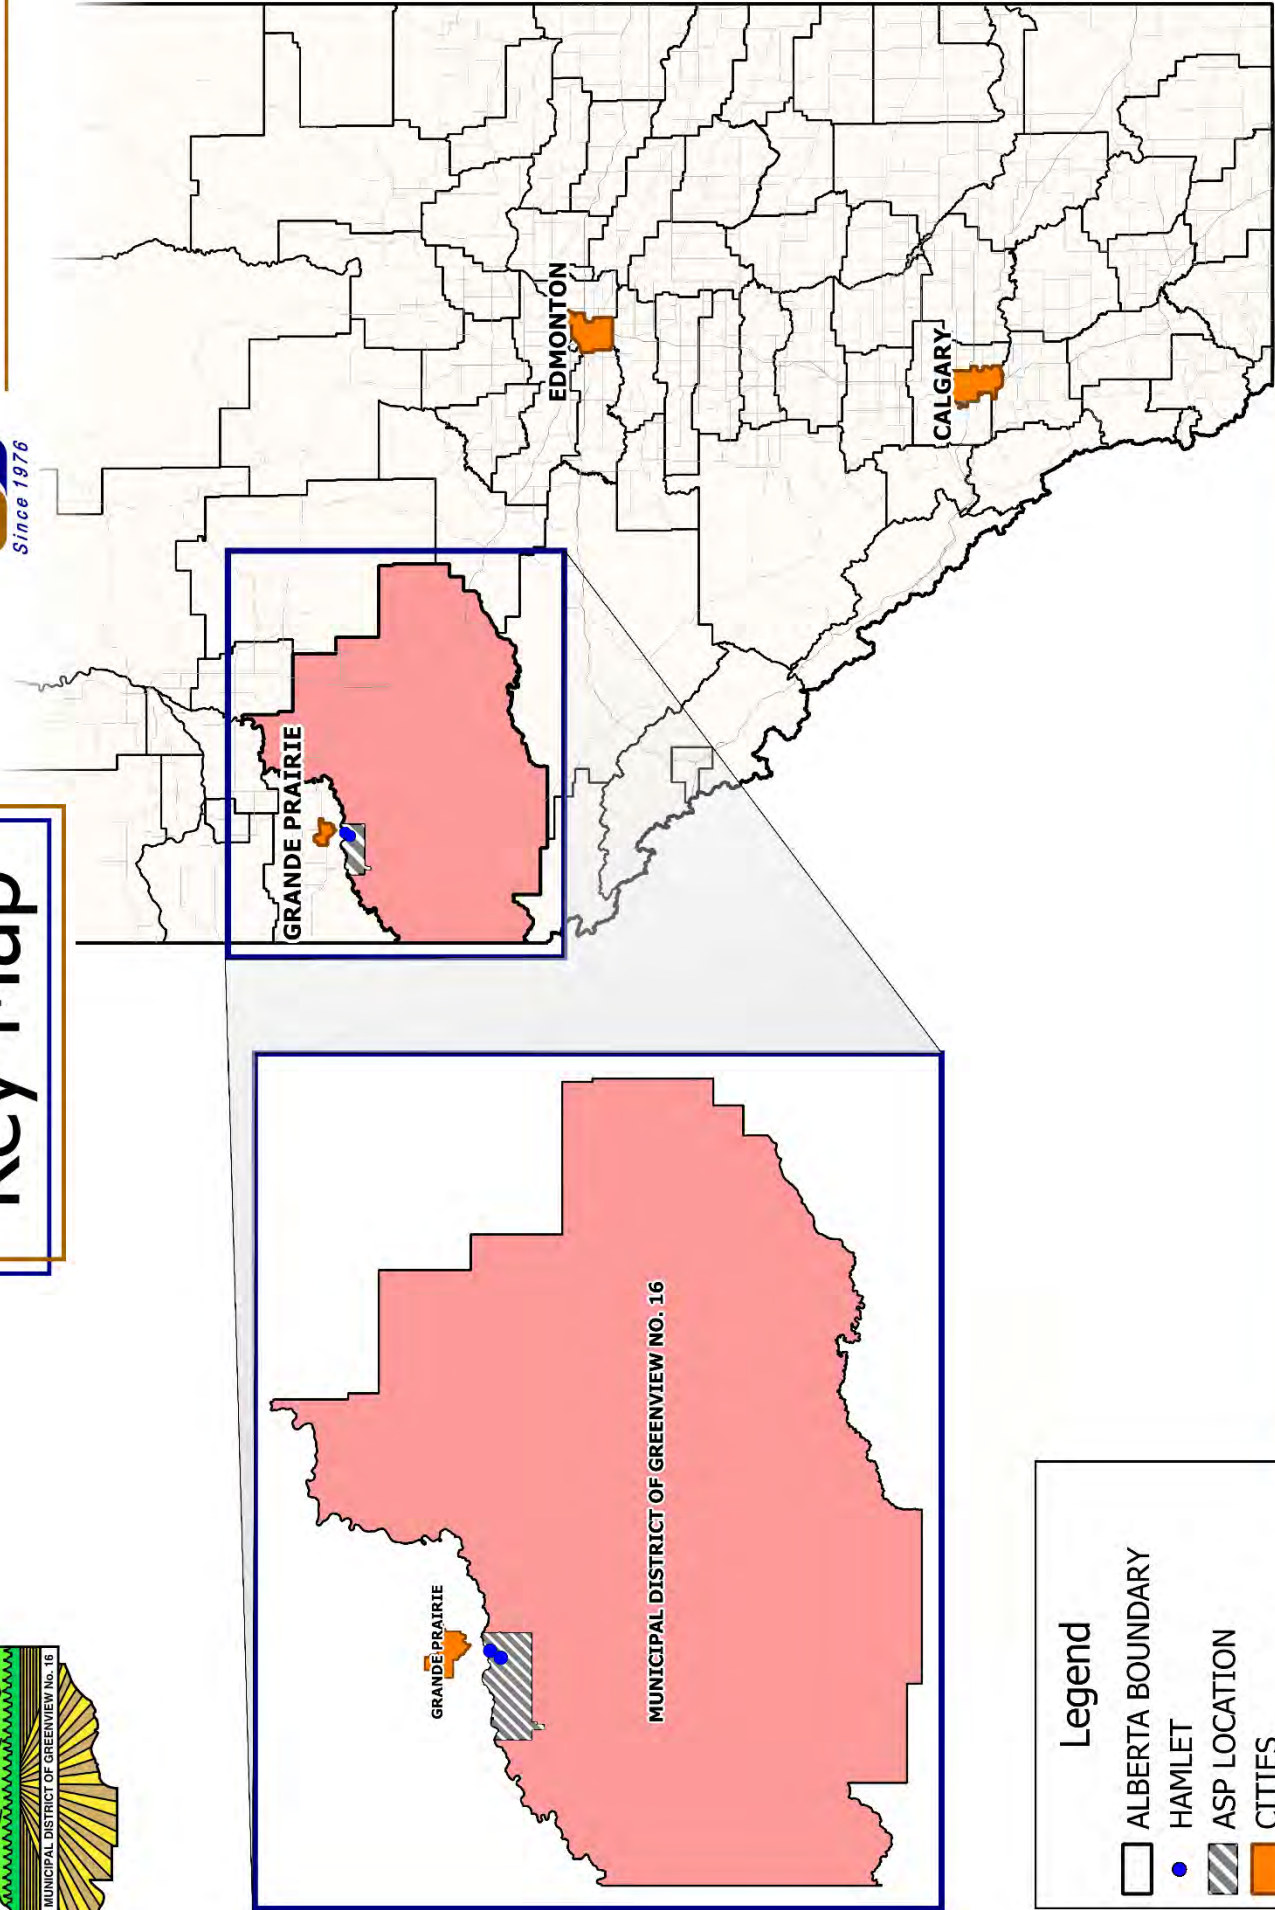 Since 1976
Key Map
MUNICIPAL DISTRICT OF GREENVIEW No. 16
GRANDE PRAIRIE
EDMONTON
CALGARY
GRANDE PRAIRIE
MUNICIPAL DISTRICT OF GREENVIEW NO. 16
Legend
ALBERTA BOUNDARY
HAMLET
ASP LOCATION
CITIES